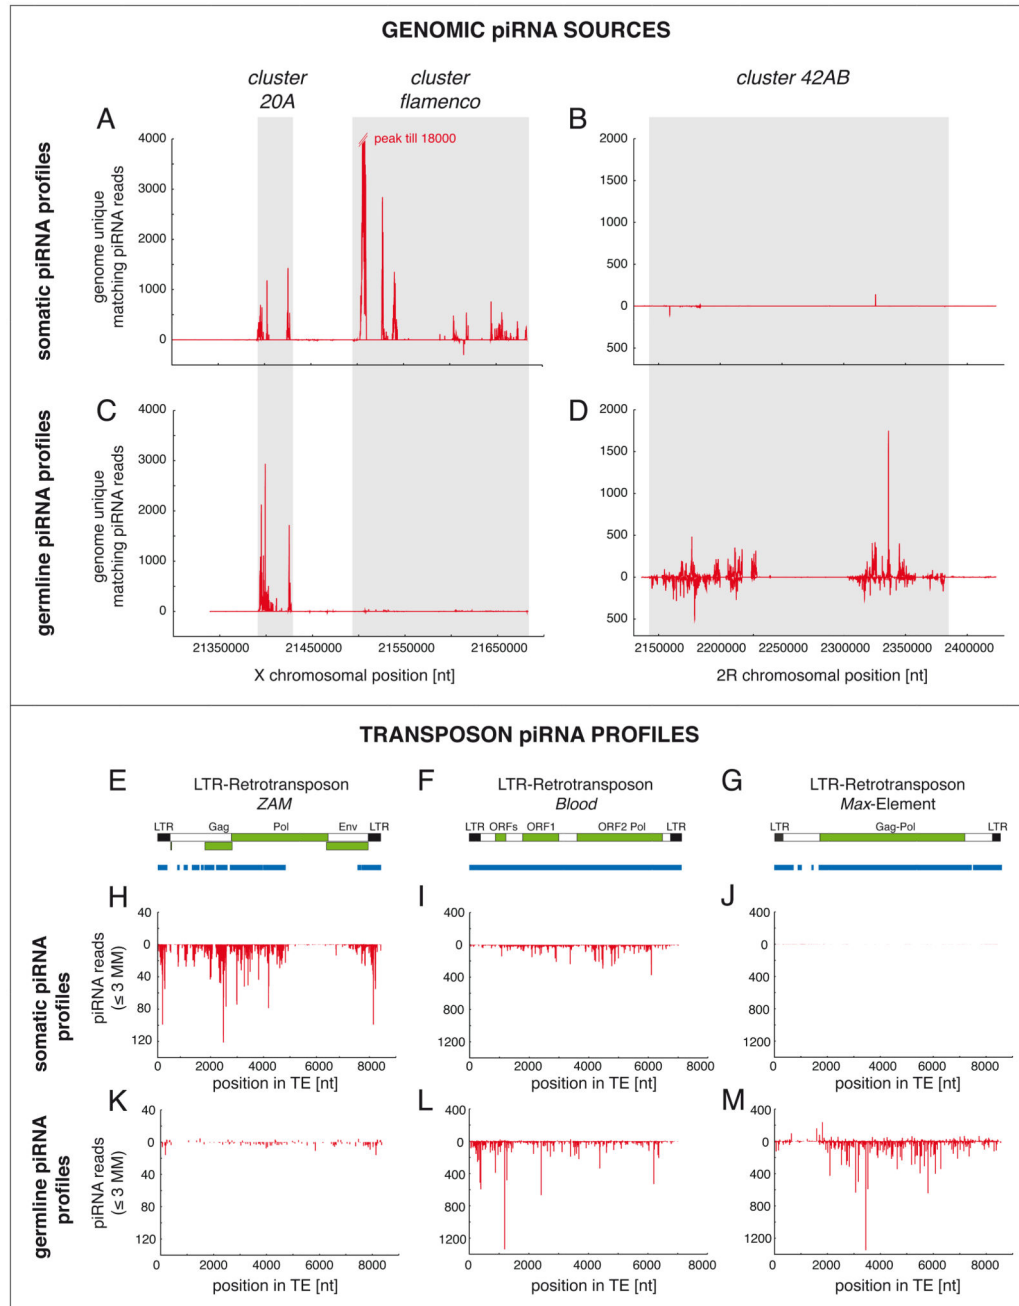 GENOMIC piRNA SOURCES
cluster 20A
cluster flamenco
cluster 42AB
somatic piRNA profiles
A
genome unique matching piRNA reads
4000
3000
2000
1000
0
peak till 18000
B
2000
1500
1000
500
0
500
germline piRNA profiles
C
genome unique matching piRNA reads
4000
3000
2000
1000
0
21350000 21450000 21550000 21650000
X chromosomal position [nt]
D
2000
1500
1000
500
0
500
2150000 2200000 2250000 2300000 2350000 2400000
2R chromosomal position [nt]
TRANSPOSON piRNA PROFILES
E
LTR-Retrotransposon
ZAM
LTR Gag Pol Env LTR
F
LTR-Retrotransposon
Blood
LTR ORFs ORF1 ORF2 Pol LTR
G
LTR-Retrotransposon
Max-Element
LTR Gag-Pol LTR
somatic piRNA profiles
H
piRNA reads
(≤ 3 MM)
40
0
40
80
120
0 2000 4000 6000 8000
position in TE [nt]
I
400
0
400
800
1200
0 2000 4000 6000 8000
position in TE [nt]
J
400
0
400
800
1200
0 2000 4000 6000 8000
position in TE [nt]
germline piRNA profiles
K
piRNA reads
(≤ 3 MM)
40
0
40
80
120
0 2000 4000 6000 8000
position in TE [nt]
L
400
0
400
800
1200
0 2000 4000 6000 8000
position in TE [nt]
M
400
0
400
800
1200
0 2000 4000 6000 8000
position in TE [nt]